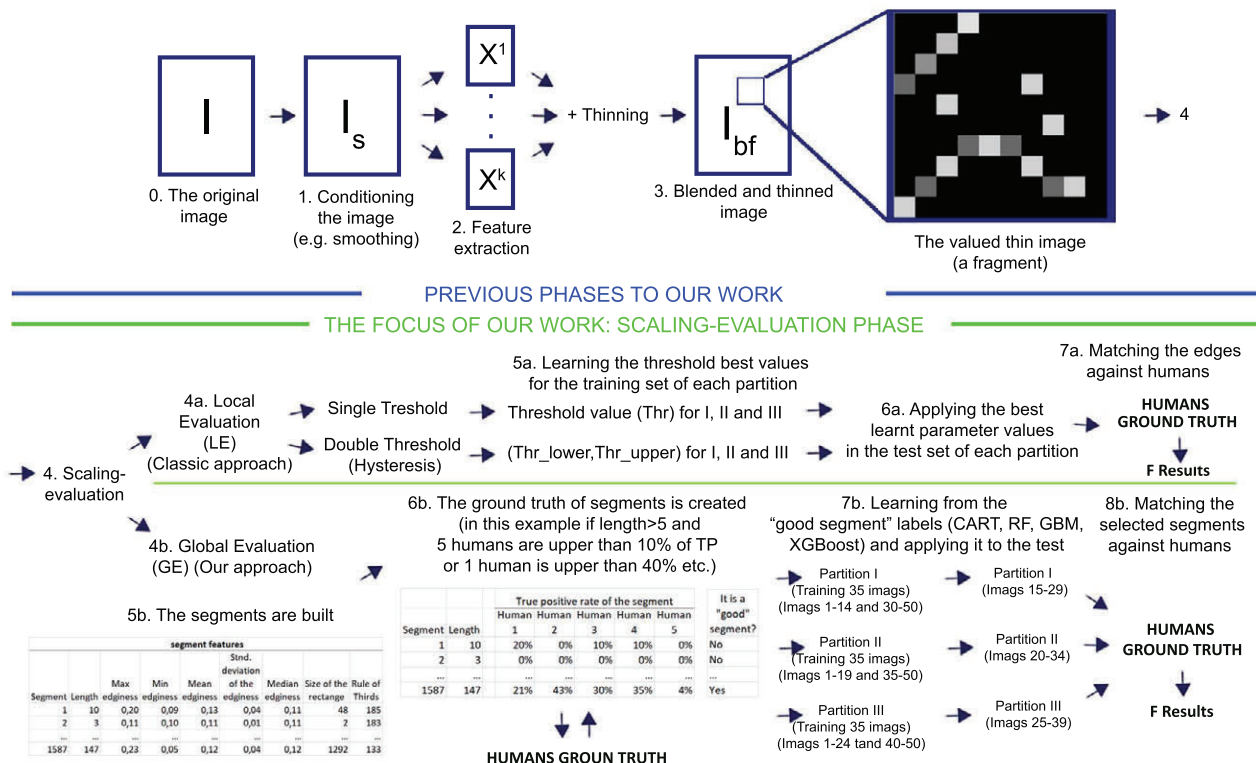 I
I_s
X^1
X^k
+ Thinning
I_bf
4
0. The original
image
1. Conditioning
the image
(e.g. smoothing)
2. Feature
extraction
3. Blended and thinned
image
The valued thin image
(a fragment)
PREVIOUS PHASES TO OUR WORK
THE FOCUS OF OUR WORK: SCALING-EVALUATION PHASE
4. Scaling-
evaluation
4a. Local
Evaluation
(LE)
(Classic approach)
Single Treshold
Double Threshold
(Hysteresis)
5a. Learning the threshold best values
for the training set of each partition
Threshold value (Thr) for I, II and III
(Thr_lower,Thr_upper) for I, II and III
6a. Applying the best
learnt parameter values
in the test set of each partition
7a. Matching the edges
against humans
HUMANS
GROUND TRUTH
F Results
4b. Global Evaluation
(GE) (Our approach)
5b. The segments are built
segment features
Segment Length Max edginess Min edginess Mean edginess Stnd. deviation of the edginess Median edginess Size of the rectange Rule of Thirds
1 10 0,20 0,09 0,13 0,04 0,11 48 185
2 3 0,11 0,10 0,11 0,01 0,11 2 183
... ... ... ...
1587 147 0,23 0,05 0,12 0,04 0,12 1292 133
6b. The ground truth of segments is created
(in this example if length>5 and
5 humans are upper than 10% of TP
or 1 human is upper than 40% etc.)
True positive rate of the segment
Segment Length Human 1 Human 2 Human 3 Human 4 Human 5 It is a "good" segment?
1 10 20% 0% 10% 10% 0% No
2 3 0% 0% 0% 0% 0% No
... ... ...
1587 147 21% 43% 30% 35% 4% Yes
HUMANS GROUN TRUTH
7b. Learning from the
"good segment" labels (CART, RF, GBM,
XGBoost) and applying it to the test
Partition I
(Training 35 imags)
(Imags 1-14 and 30-50)
Partition I
(Imags 15-29)
Partition II
(Training 35 imags)
(Imags 1-19 and 35-50)
Partition II
(Imags 20-34)
Partition III
(Training 35 imags)
(Imags 1-24 tand 40-50)
Partition III
(Imags 25-39)
8b. Matching the
selected segments
against humans
HUMANS
GROUND TRUTH
F Results